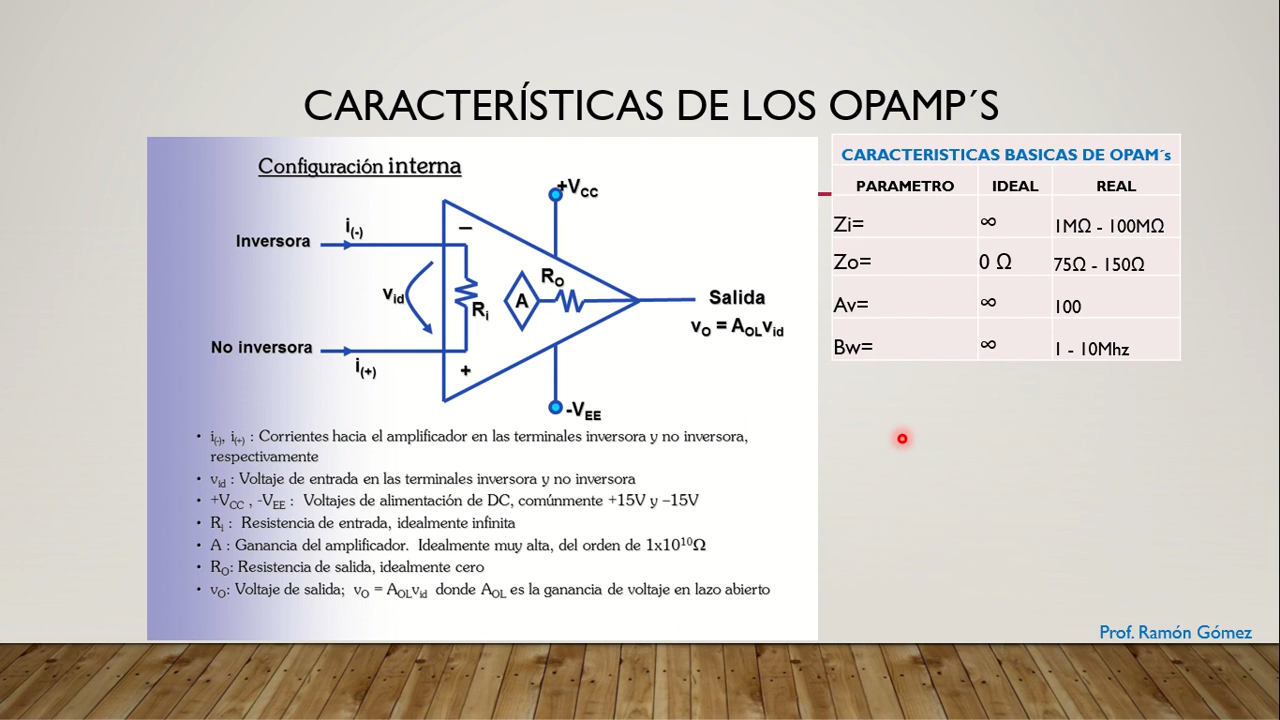 CARACTERÍSTICAS DE LOS OPAMP´S
Configuración interna
+VCC
i(-)
Inversora
−
vid
Ri
A
RO
Salida
vO = AOLvid
No inversora
i(+)
+
-VEE
• i(-), i(+) : Corrientes hacia el amplificador en las terminales inversora y no inversora,
respectivamente
• vid : Voltaje de entrada en las terminales inversora y no inversora
• +VCC , -VEE : Voltajes de alimentación de DC, comúnmente +15V y –15V
• Ri : Resistencia de entrada, idealmente infinita
• A : Ganancia del amplificador. Idealmente muy alta, del orden de 1x10¹⁰Ω
• RO: Resistencia de salida, idealmente cero
• vO: Voltaje de salida; vO = AOLvid donde AOL es la ganancia de voltaje en lazo abierto
CARACTERISTICAS BASICAS DE OPAM´s
PARAMETRO IDEAL REAL
Zi= ∞ 1MΩ - 100MΩ
Zo= 0 Ω 75Ω - 150Ω
Av= ∞ 100
Bw= ∞ 1 - 10Mhz
Prof. Ramón Gómez